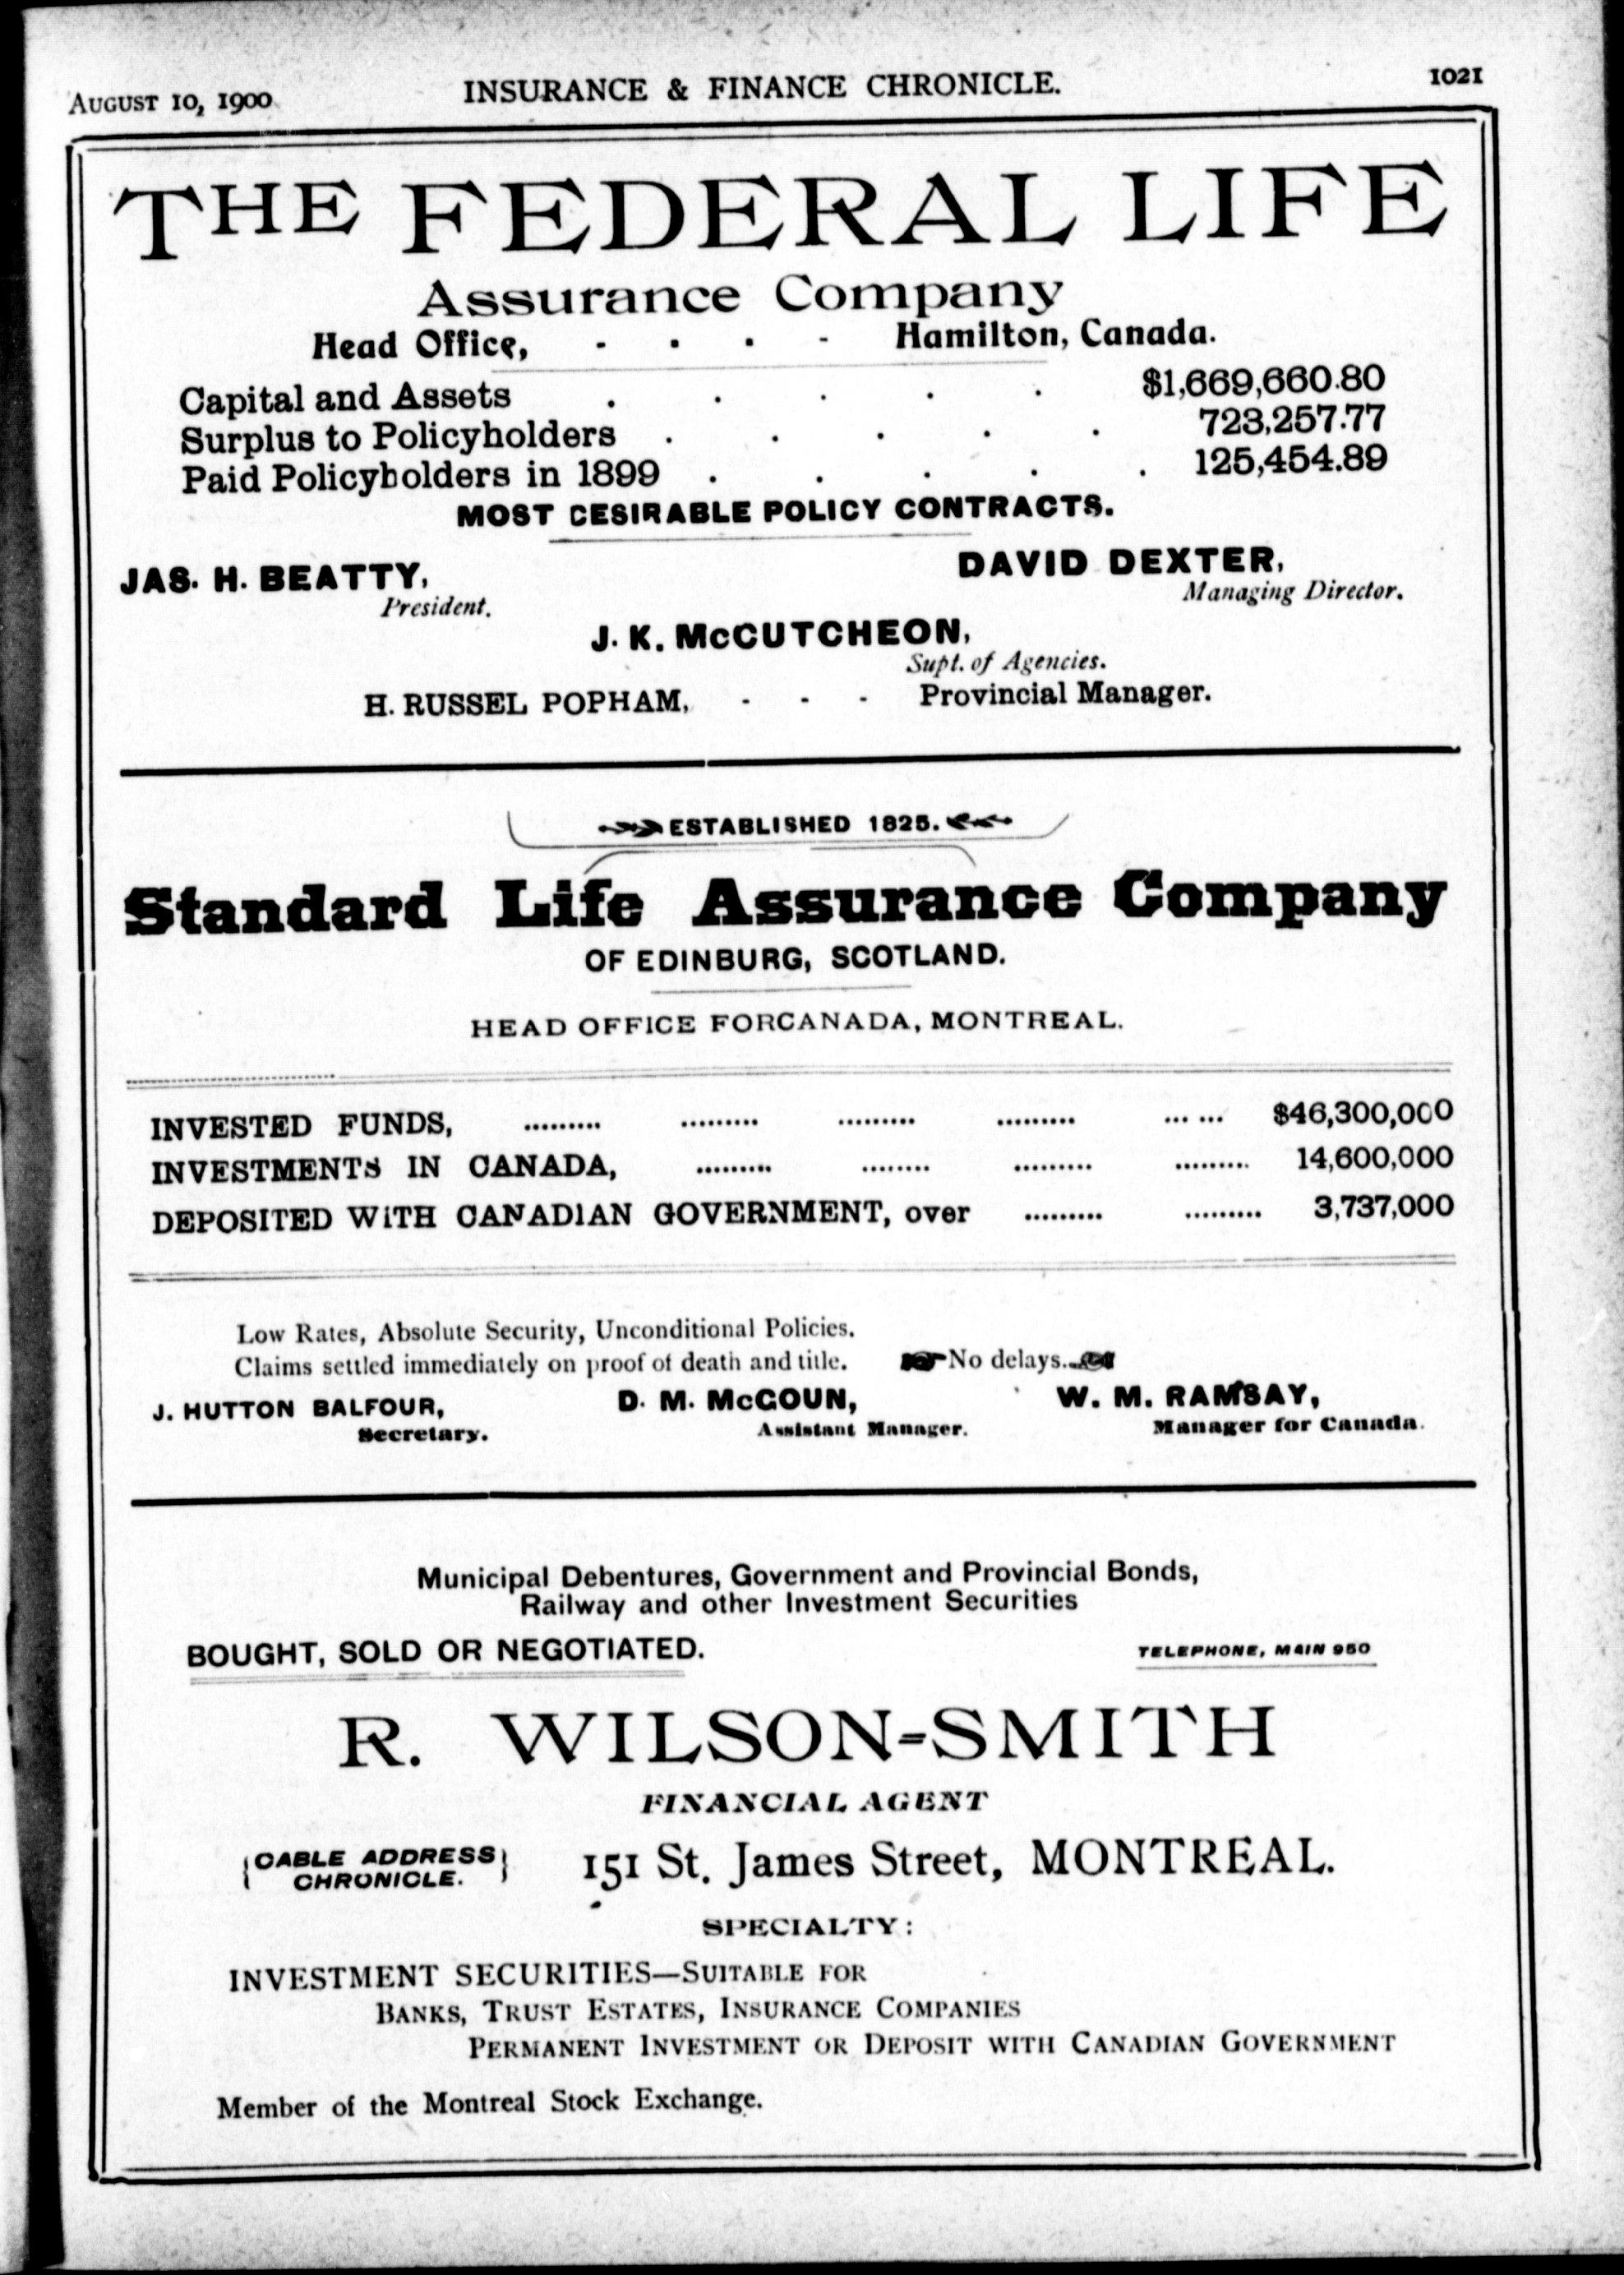 AUGUST 10, 1900 INSURANCE & FINANCE CHRONICLE. 1021
THE FEDERAL LIFE
Assurance Company
Head Office, - . . - Hamilton, Canada.
Capital and Assets . . . . . $1,669,660.80
Surplus to Policyholders . . . . . 723,257.77
Paid Policyholders in 1899 . . . . . 125,454.89
MOST DESIRABLE POLICY CONTRACTS.
JAS. H. BEATTY, DAVID DEXTER,
President. Managing Director.
J. K. McCUTCHEON,
Supt. of Agencies.
H. RUSSEL POPHAM, - - - Provincial Manager.
ESTABLISHED 1825.
Standard Life Assurance Company
OF EDINBURG, SCOTLAND.
HEAD OFFICE FOR CANADA, MONTREAL.
INVESTED FUNDS, ......... ......... ......... ......... ... ... $46,300,000
INVESTMENTS IN CANADA, ......... ........ ......... ......... 14,600,000
DEPOSITED WITH CANADIAN GOVERNMENT, over ......... ......... 3,737,000
Low Rates, Absolute Security, Unconditional Policies.
Claims settled immediately on proof of death and title. No delays.
J. HUTTON BALFOUR, D. M. McGOUN, W. M. RAMSAY,
Secretary. Assistant Manager. Manager for Canada.
Municipal Debentures, Government and Provincial Bonds,
Railway and other Investment Securities
BOUGHT, SOLD OR NEGOTIATED. TELEPHONE, MAIN 950
R. WILSON-SMITH
FINANCIAL AGENT
CABLE ADDRESS
CHRONICLE.
151 St. James Street, MONTREAL.
SPECIALTY:
INVESTMENT SECURITIES—SUITABLE FOR
BANKS, TRUST ESTATES, INSURANCE COMPANIES
PERMANENT INVESTMENT OR DEPOSIT WITH CANADIAN GOVERNMENT
Member of the Montreal Stock Exchange.